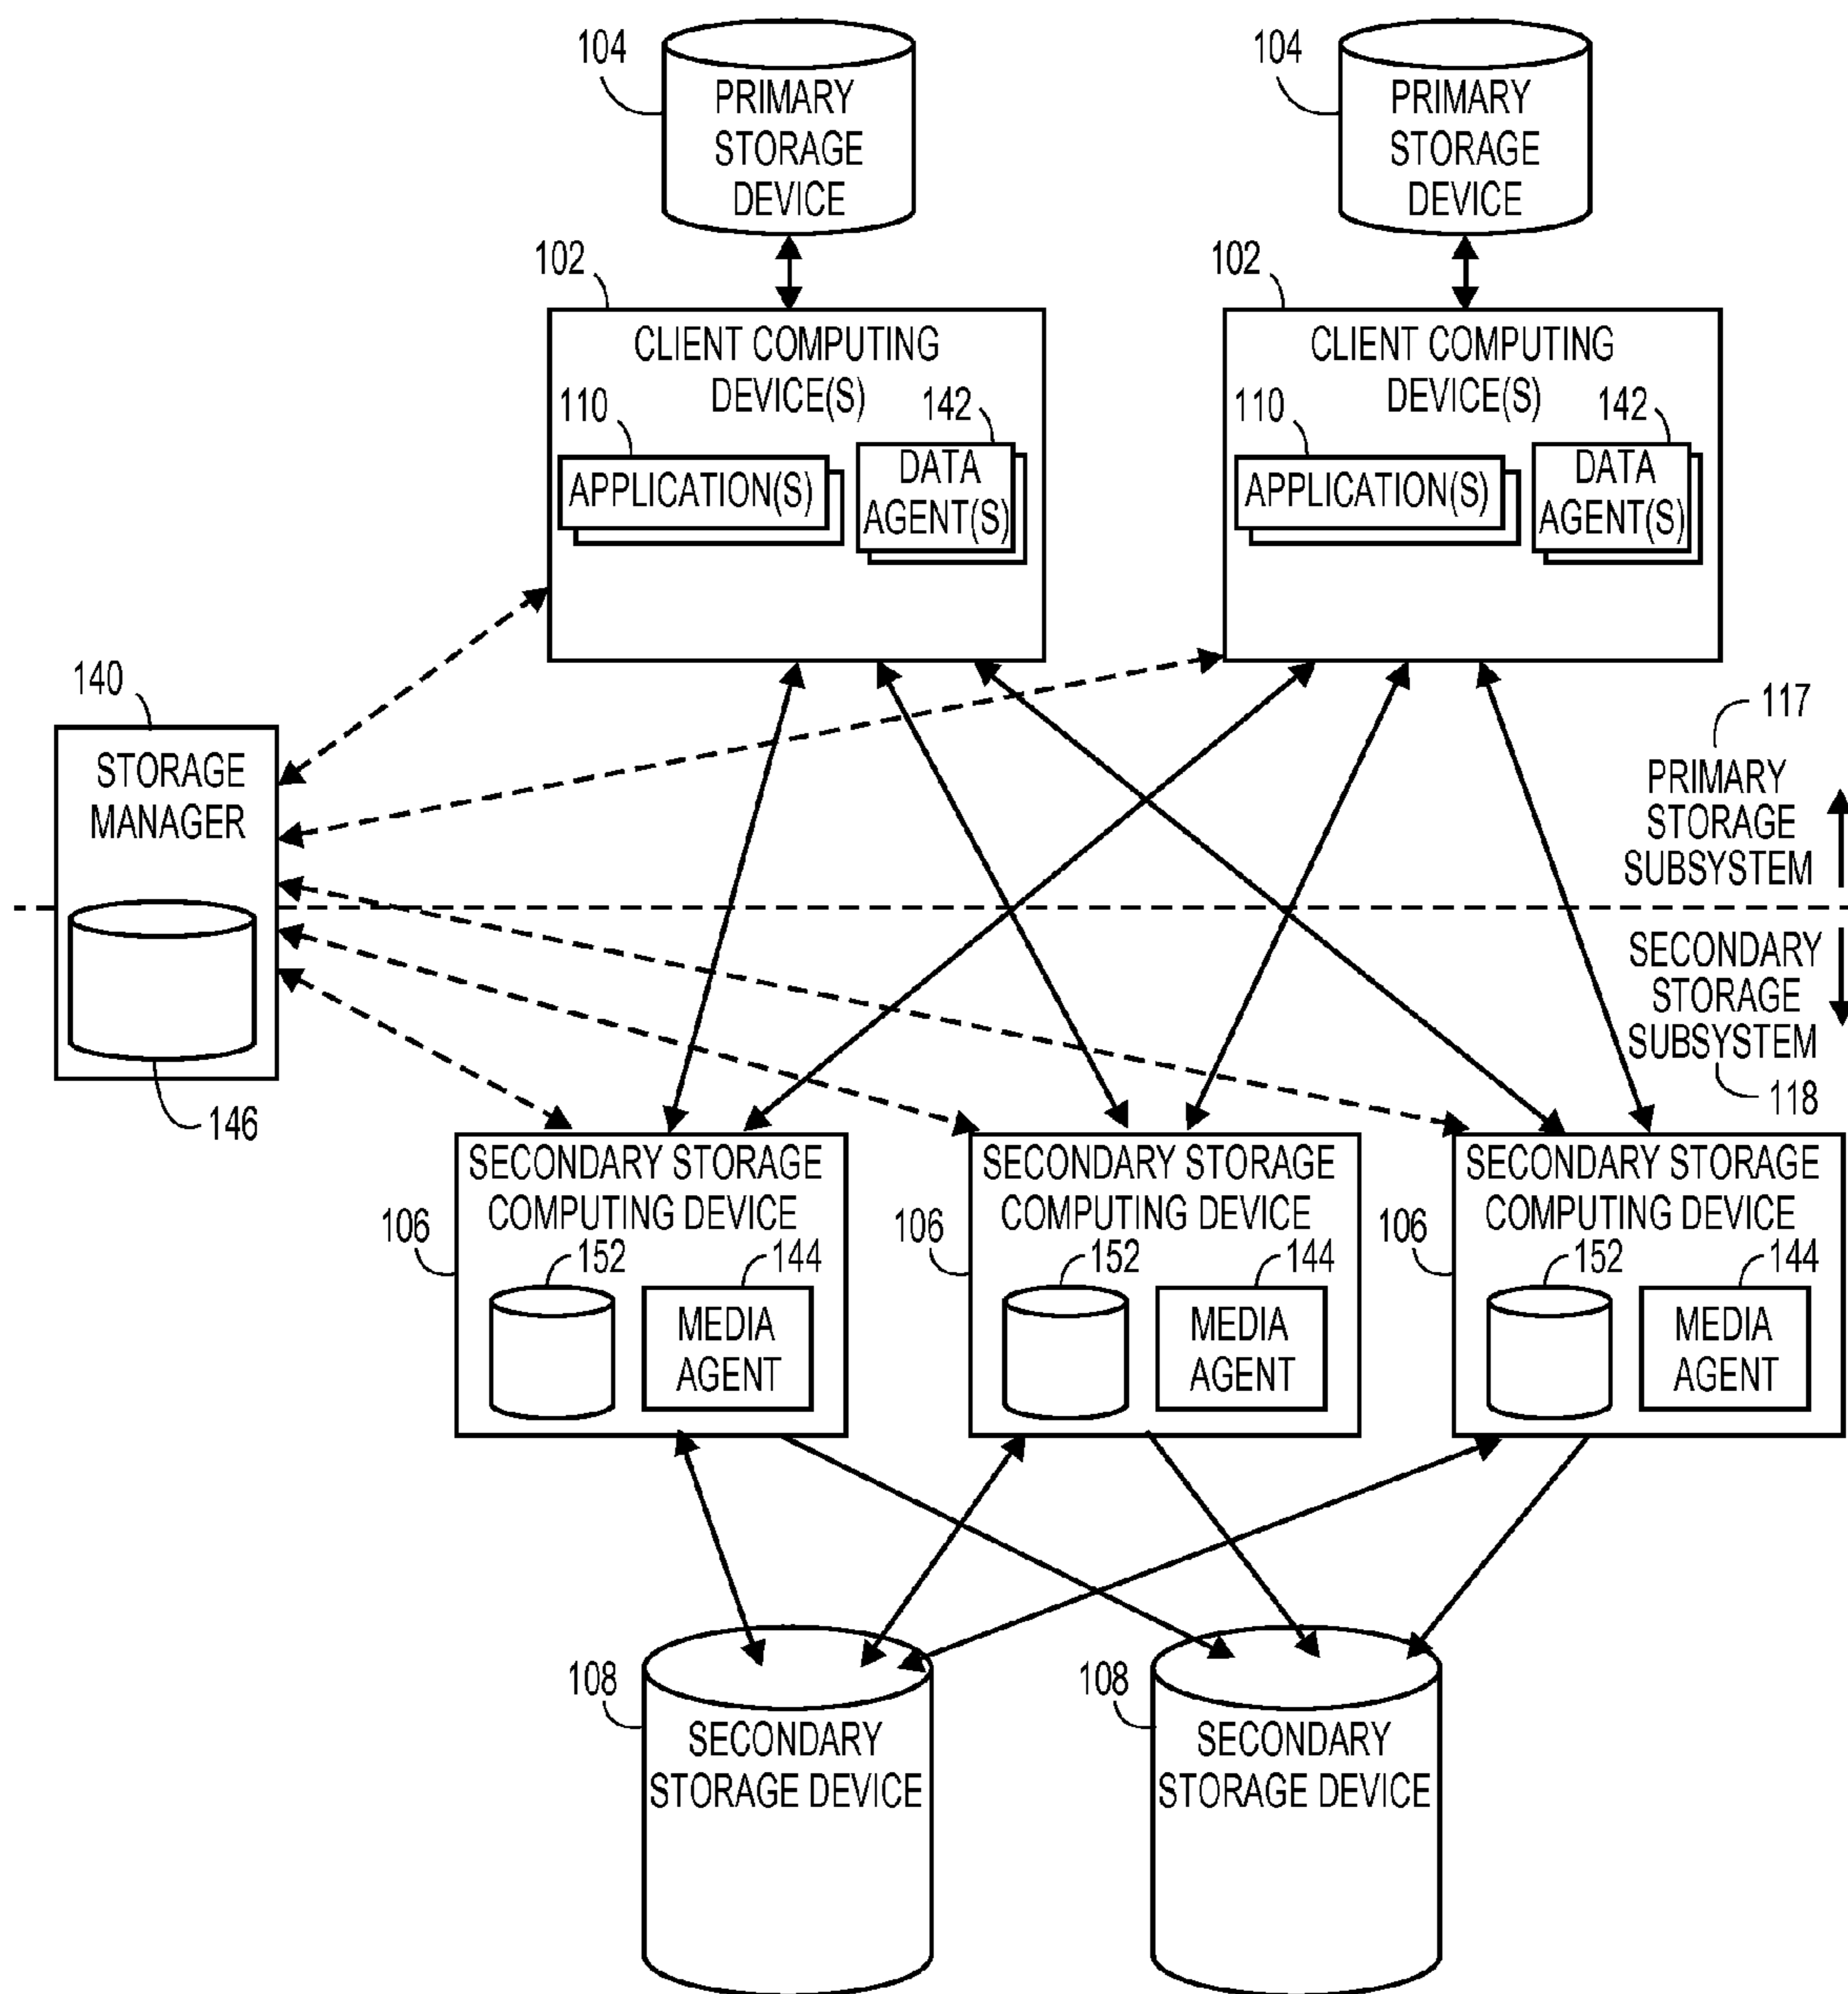 104
PRIMARY
STORAGE
DEVICE
104
PRIMARY
STORAGE
DEVICE
102
CLIENT COMPUTING
DEVICE(S)
110
APPLICATION(S)
142
DATA
AGENT(S)
102
CLIENT COMPUTING
DEVICE(S)
110
APPLICATION(S)
142
DATA
AGENT(S)
140
STORAGE
MANAGER
146
117
PRIMARY
STORAGE
SUBSYSTEM
SECONDARY
STORAGE
SUBSYSTEM
118
106
SECONDARY STORAGE
COMPUTING DEVICE
152
144
MEDIA
AGENT
106
SECONDARY STORAGE
COMPUTING DEVICE
152
144
MEDIA
AGENT
106
SECONDARY STORAGE
COMPUTING DEVICE
152
144
MEDIA
AGENT
108
SECONDARY
STORAGE DEVICE
108
SECONDARY
STORAGE DEVICE